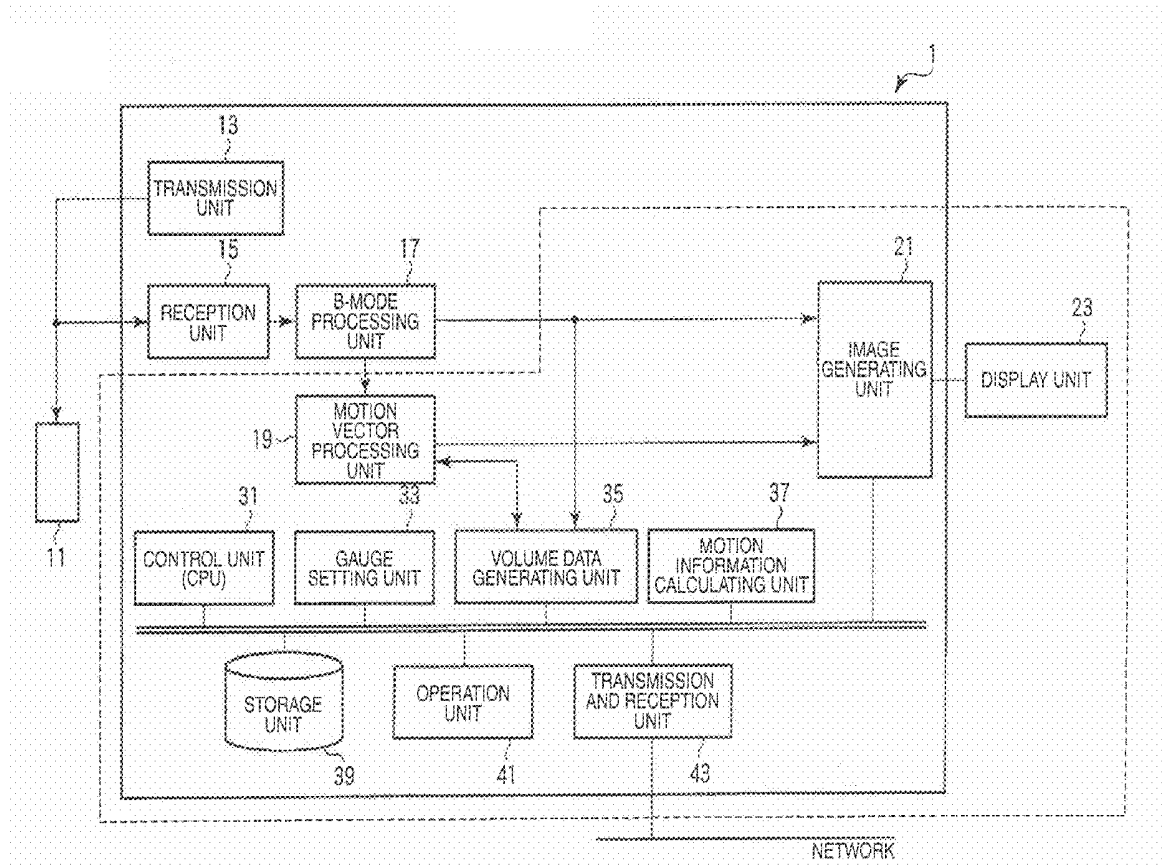 1
13
TRANSMISSION
UNIT
15
RECEPTION
UNIT
17
B-MODE
PROCESSING
UNIT
21
IMAGE
GENERATING
UNIT
23
DISPLAY UNIT
19
MOTION
VECTOR
PROCESSING
UNIT
11
31
CONTROL UNIT
(CPU)
33
GAUGE
SETTING UNIT
35
VOLUME DATA
GENERATING UNIT
37
MOTION
INFORMATION
CALCULATING UNIT
STORAGE
UNIT
39
OPERATION
UNIT
41
TRANSMISSION
AND RECEPTION
UNIT
43
NETWORK